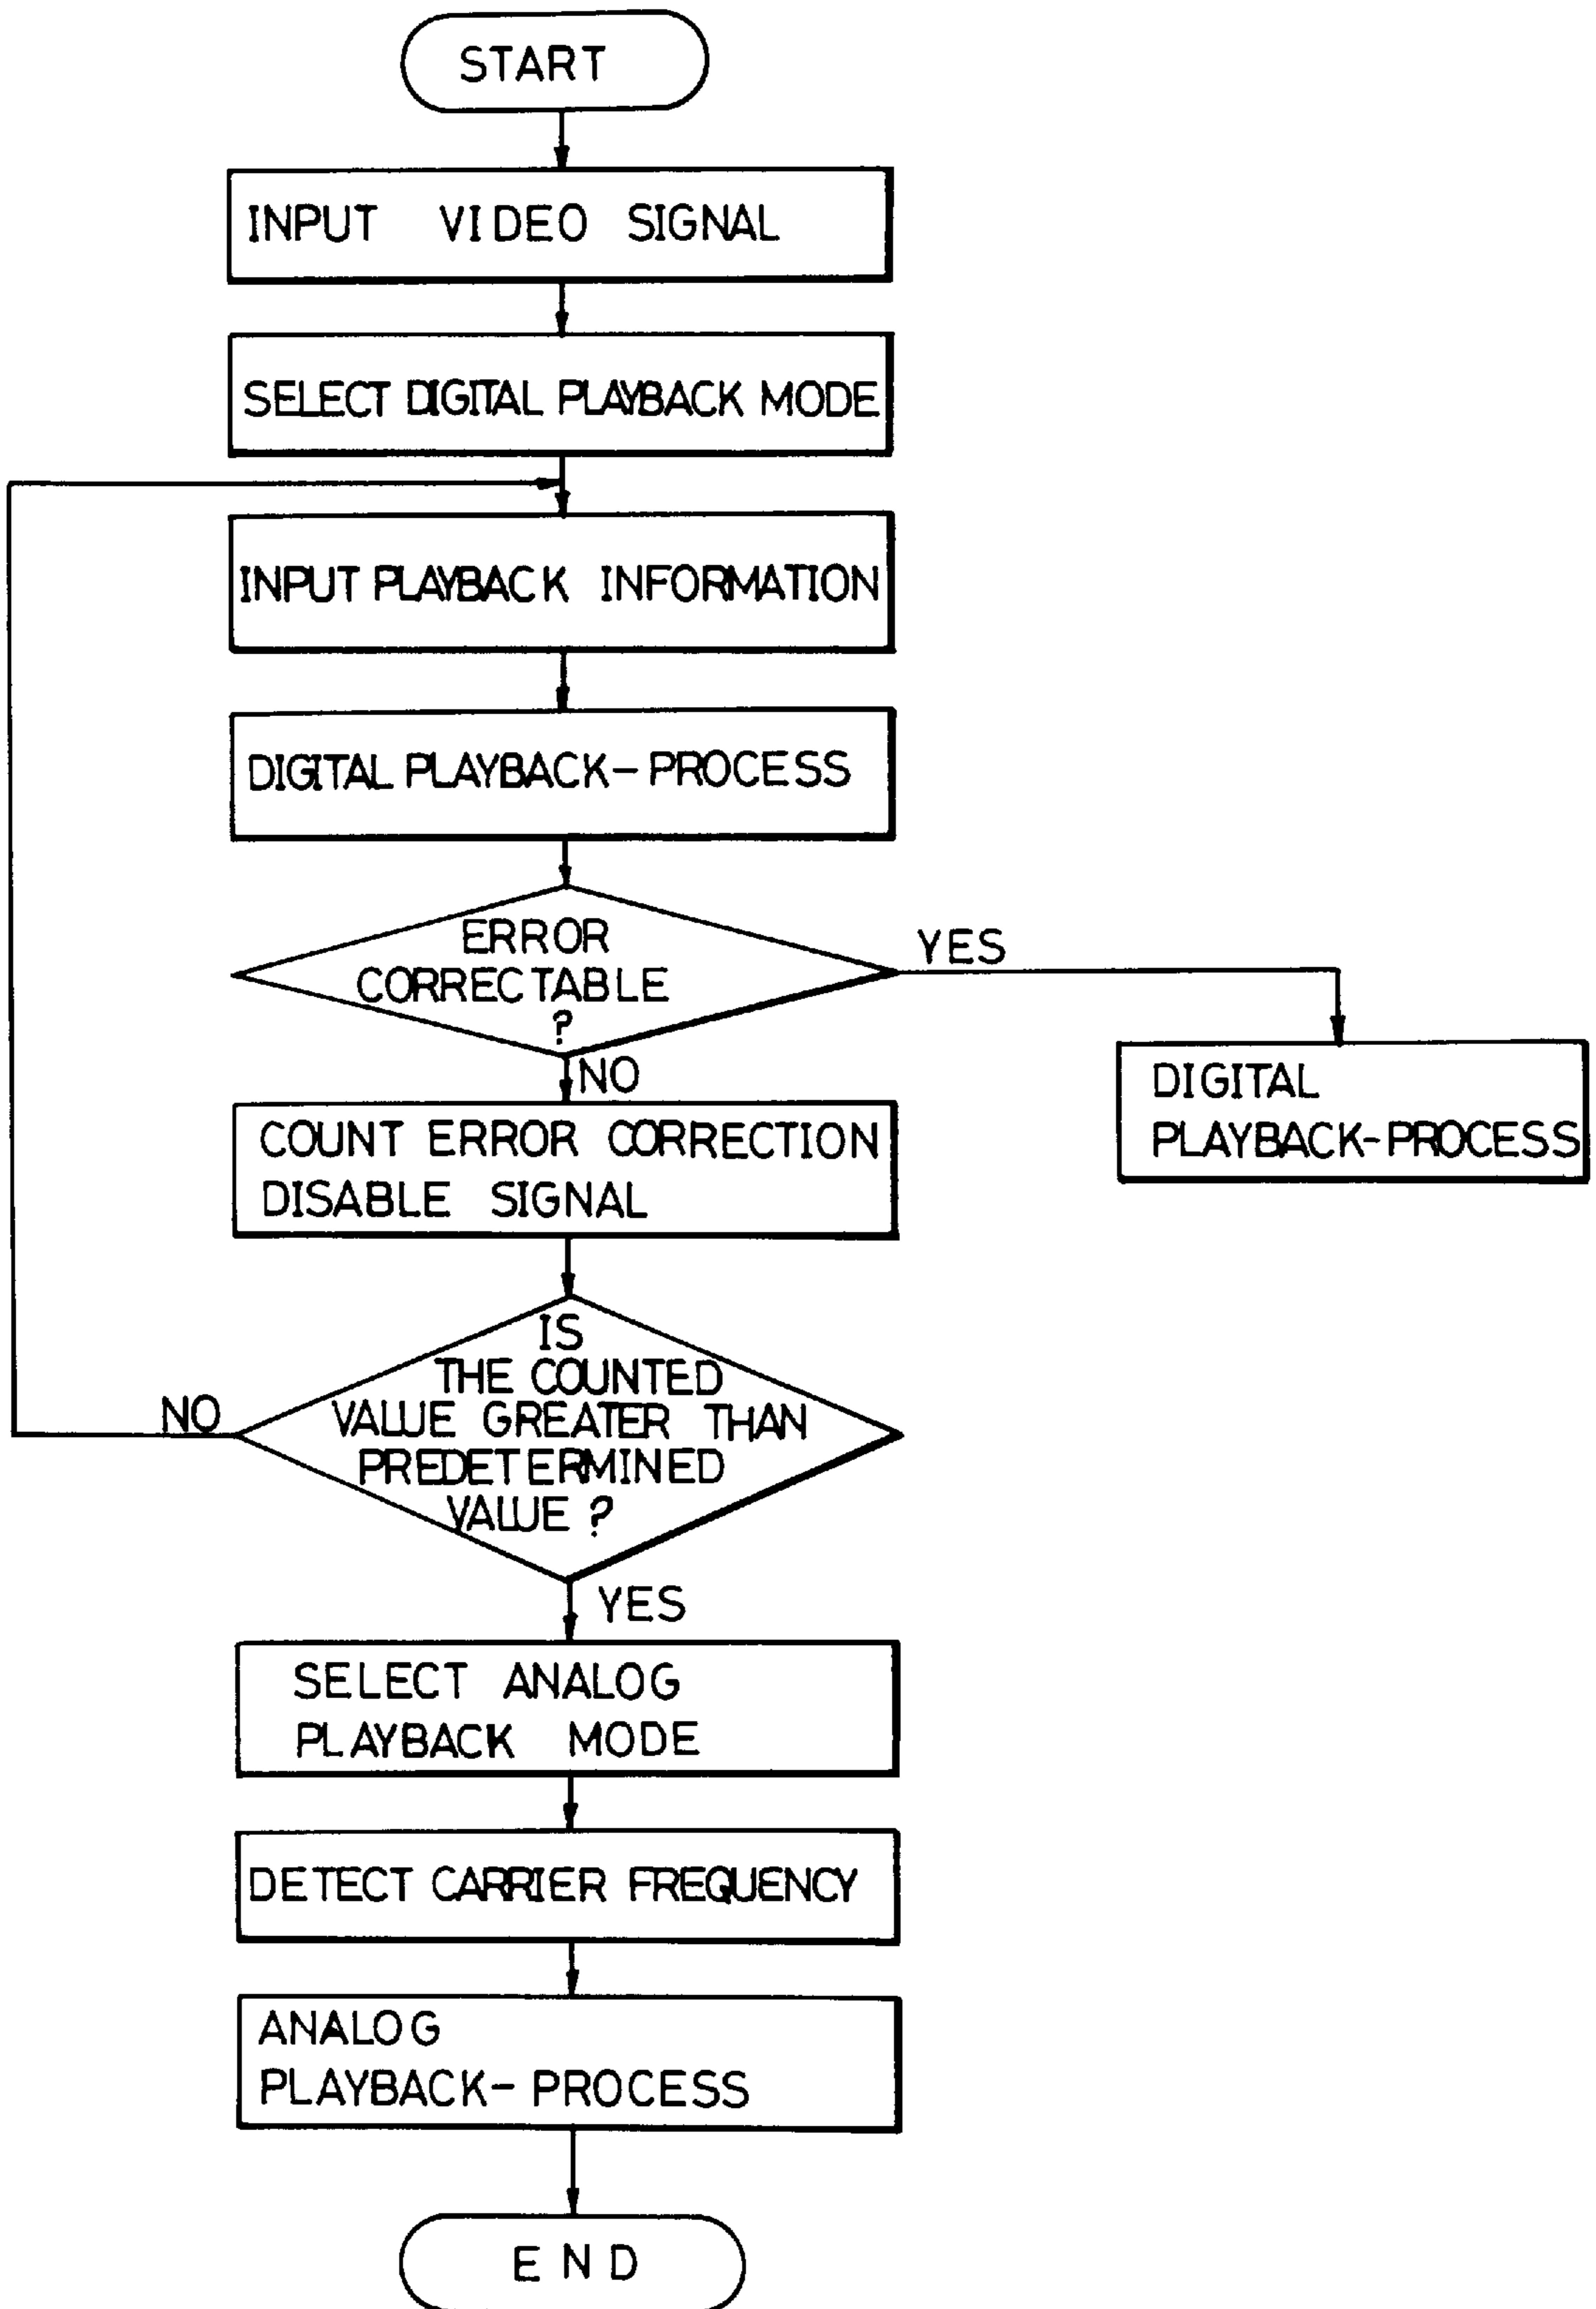 START
INPUT VIDEO SIGNAL
SELECT DIGITAL PLAYBACK MODE
INPUT PLAYBACK INFORMATION
DIGITAL PLAYBACK-PROCESS
ERROR
CORRECTABLE
?
YES
NO
DIGITAL
PLAYBACK-PROCESS
COUNT ERROR CORRECTION
DISABLE SIGNAL
IS
THE COUNTED
VALUE GREATER THAN
PREDETERMINED
VALUE ?
NO
YES
SELECT ANALOG
PLAYBACK MODE
DETECT CARRIER FREQUENCY
ANALOG
PLAYBACK-PROCESS
END